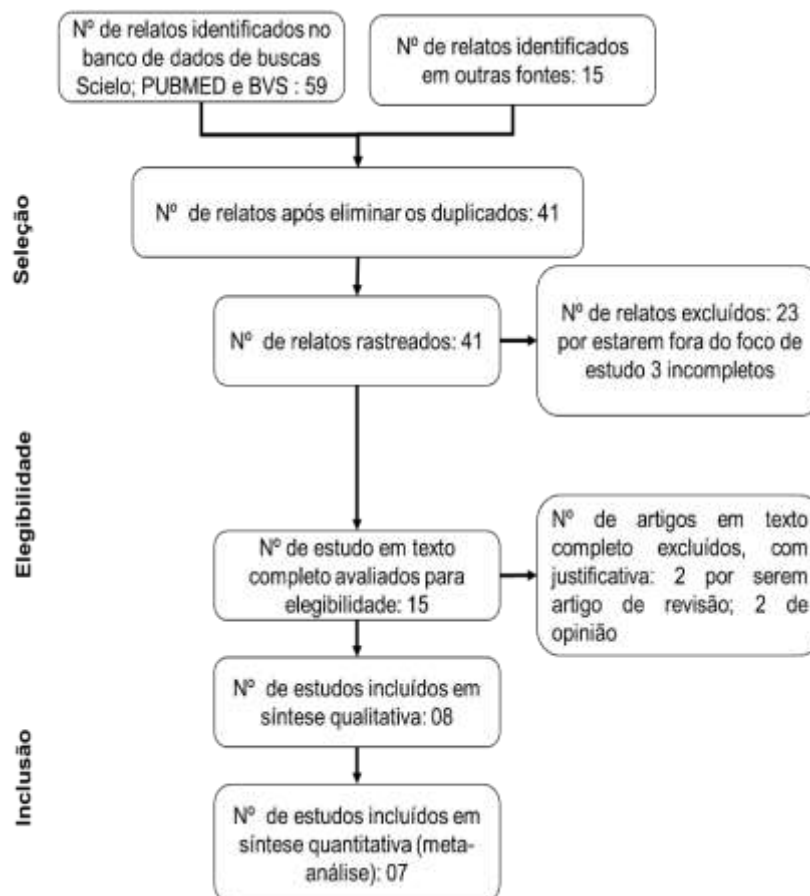 Nº de relatos identificados no
banco de dados de buscas
Scielo; PUBMED e BVS : 59
Nº de relatos identificados
em outras fontes: 15
Seleção
Nº de relatos após eliminar os duplicados: 41
Nº de relatos rastreados: 41
Nº de relatos excluídos: 23
por estarem fora do foco de
estudo 3 incompletos
Elegibilidade
Nº de estudo em texto
completo avaliados para
elegibilidade: 15
Nº de artigos em texto
completo excluídos, com
justificativa: 2 por serem
artigo de revisão; 2 de
opinião
Inclusão
Nº de estudos incluídos em
síntese qualitativa: 08
Nº de estudos incluídos em
síntese quantitativa (meta-
análise): 07